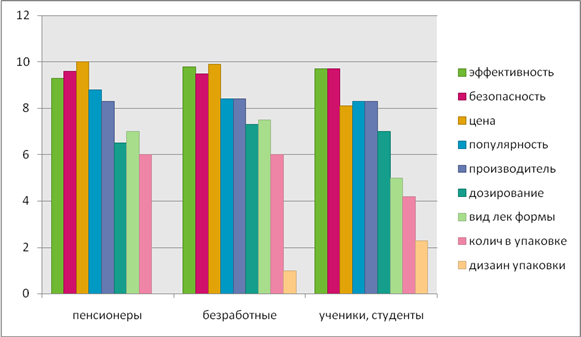 12
10
8
6
4
2
0
пенсионеры
безработные
ученики, студенты
эффективность
безопасность
цена
популярность
производитель
дозирование
вид лек формы
колич в упаковке
дизаин упаковки